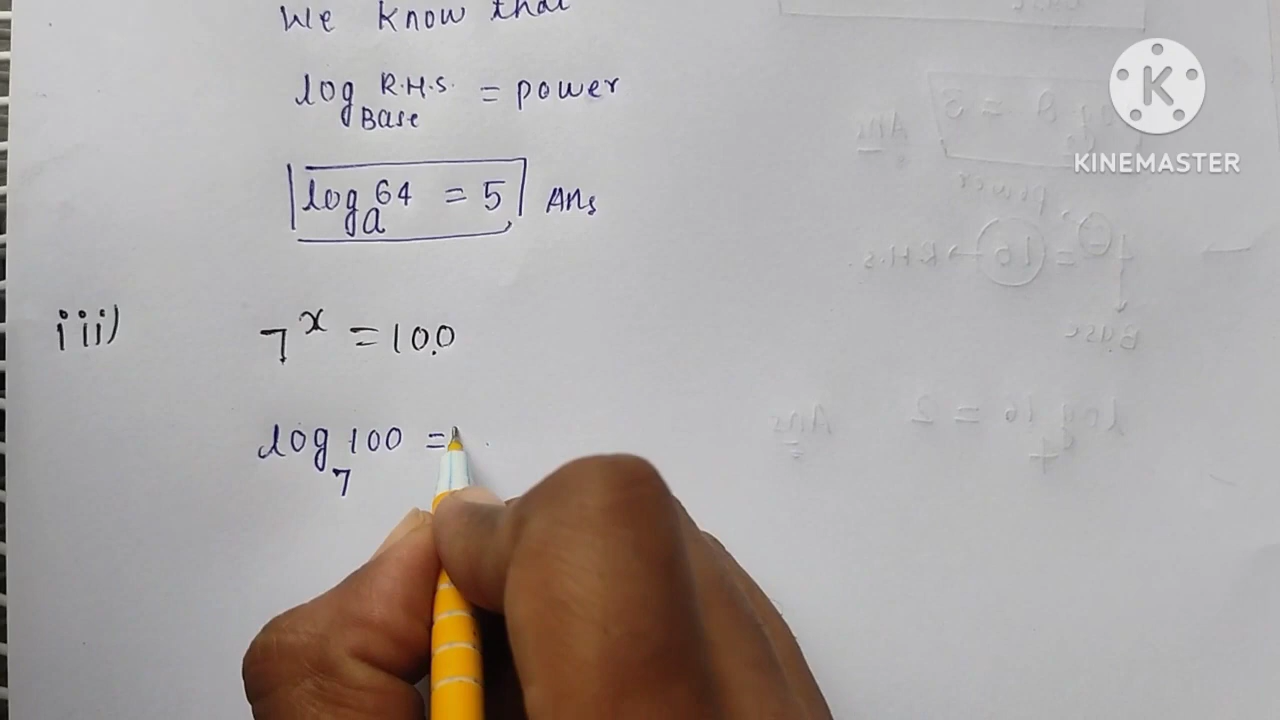 We know that
log Base R.H.S. = power
log a 64 = 5 Ans
iii) 7^x = 100
log 7 100 =
KINEMASTER